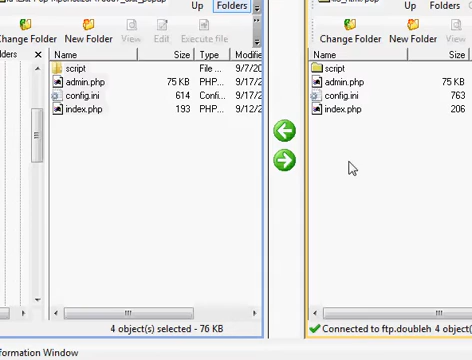 Up Folders
Up Folders
Change Folder New Folder View Edit Execute file
Change Folder New Folder View
ders
Name Size Type Modifie
Name Size
script File ... 9/7/20
admin.php 75 KB PHP... 9/7/2
config.ini 614 Confi... 9/7/2
index.php 193 PHP... 9/12/2
script
admin.php 75 KB
config.ini 763
index.php 206
4 object(s) selected - 76 KB
Connected to ftp.doubleh 4 object(
formation Window